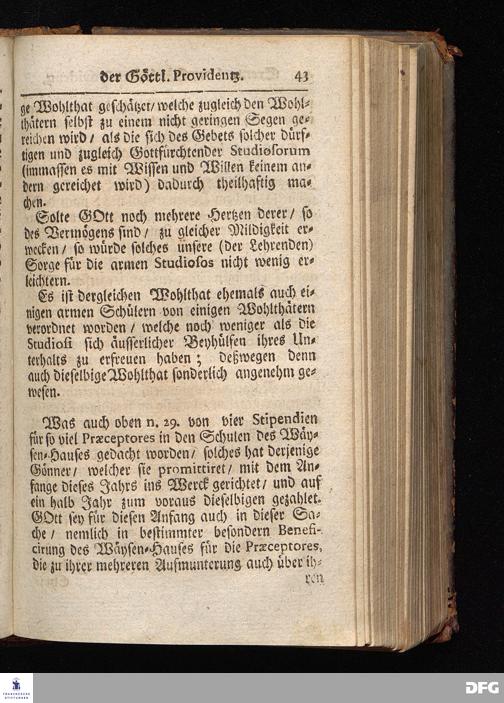 der Göttl. Providentz. 43
ge Wohlthat geschätzet/ welche zugleich den Wohl-
thätern selbst zu einem nicht geringen Segen ge-
reichen wird/ als die sich des Gebets solcher dürf-
tigen und zugleich Gottfürchtender Studiosorum
(immassen es mit Wissen und Willen keinem an-
dern gereichet wird) dadurch theilhaftig ma-
chen.
Solte GOtt noch mehrere Hertzen derer/ so
des Vermögens sind/ zu gleicher Mildigkeit er-
wecken/ so würde solches unsere (der Lehrenden)
Sorge für die armen Studiosos nicht wenig er-
leichtern.
Es ist dergleichen Wohlthat ehemals auch ei-
nigen armen Schülern von einigen Wohlthätern
verordnet worden/ welche noch weniger als die
Studiosi sich äusserlicher Beyhülfen ihres Un-
terhalts zu erfreuen haben; deßwegen denn
auch dieselbige Wohlthat sonderlich angenehm ge-
wesen.
Was auch oben n. 29. von vier Stipendien
für so viel Præceptores in den Schulen des Wäy-
sen-Hauses gedacht worden/ solches hat derjenige
Gönner/ welcher sie promittiret/ mit dem An-
fange dieses Jahrs ins Werck gerichtet/ und auf
ein halb Jahr zum voraus dieselbigen gezahlet.
GOtt sey für diesen Anfang auch in dieser Sa-
che/ nemlich in bestimmter besondern Benefi-
cirung des Wäysen-Hauses für die Præceptores,
die zu ihrer mehreren Aufmunterung auch über ih-
ren
FRANCKESCHE
STIFTUNGEN
DFG